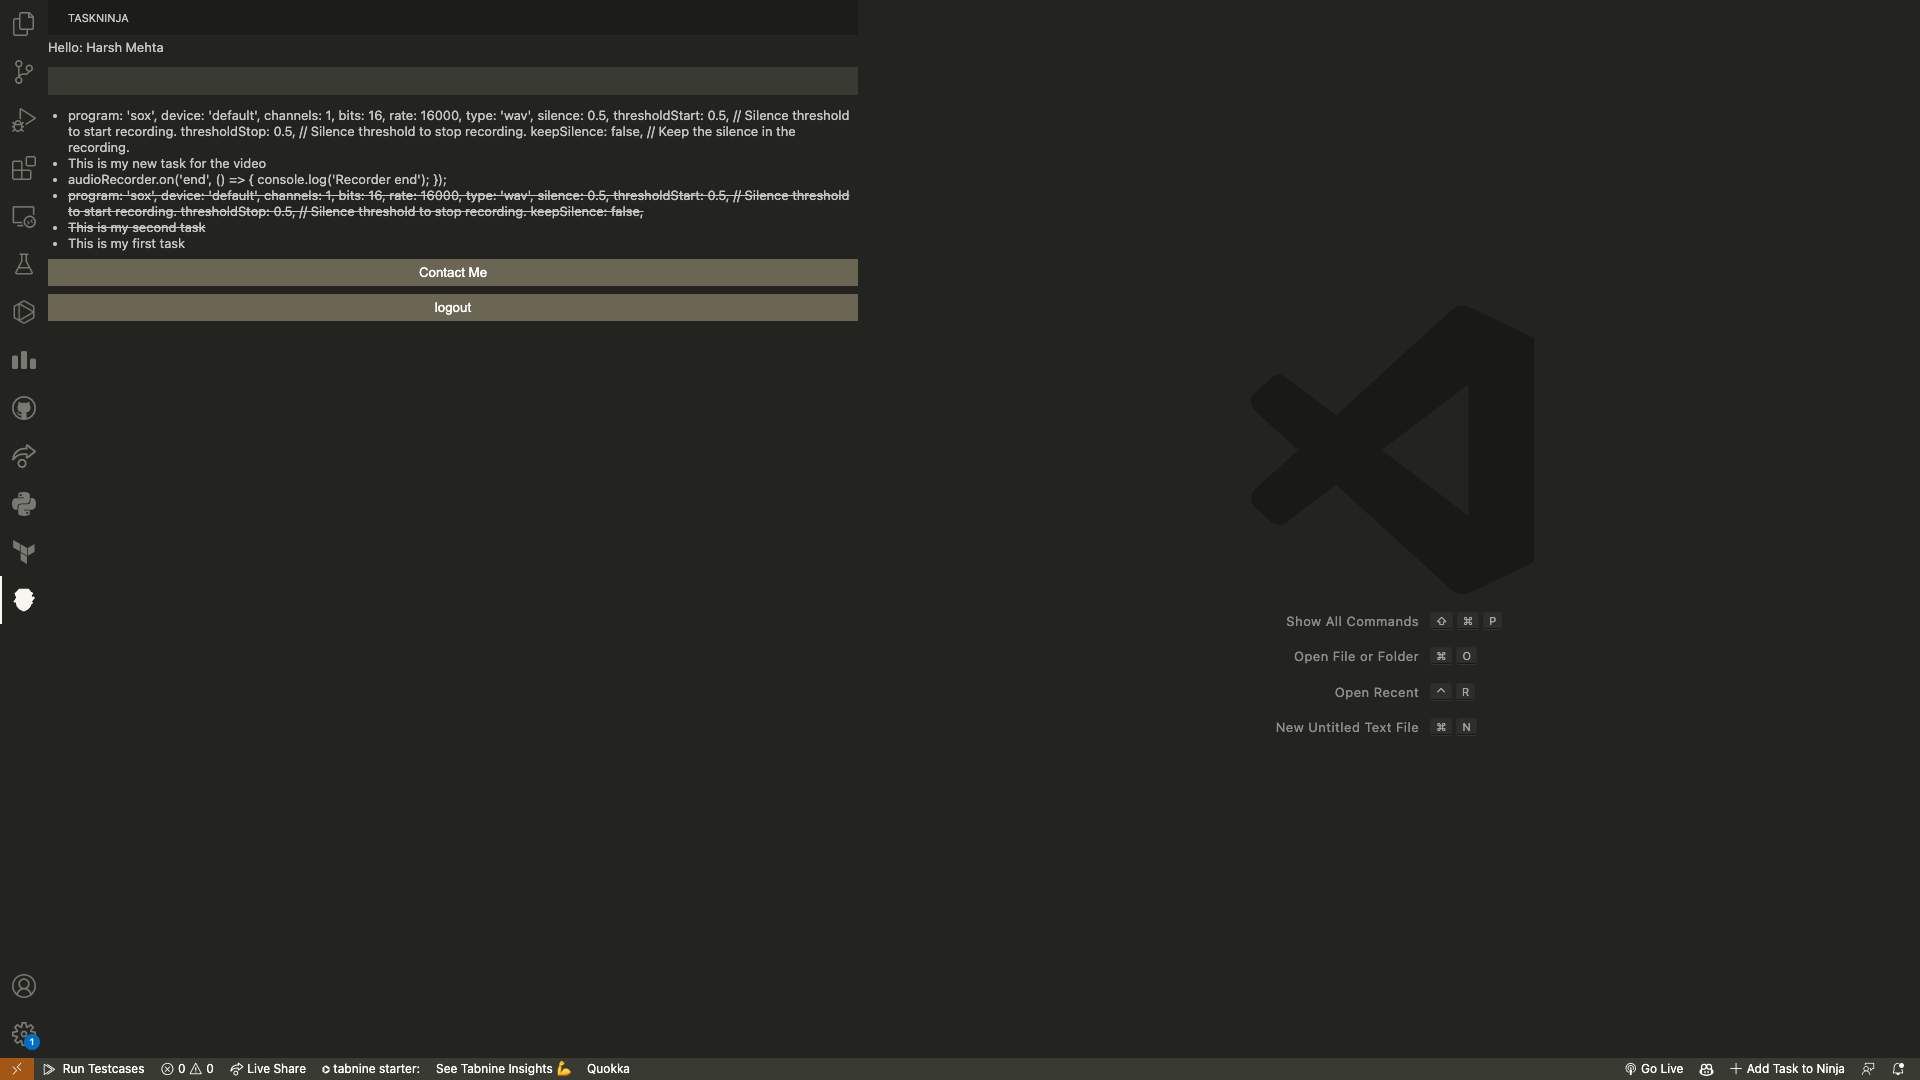 TASKNINJA
Hello: Harsh Mehta
program: 'sox', device: 'default', channels: 1, bits: 16, rate: 16000, type: 'wav', silence: 0.5, thresholdStart: 0.5, // Silence threshold
to start recording. thresholdStop: 0.5, // Silence threshold to stop recording. keepSilence: false, // Keep the silence in the
recording.
This is my new task for the video
audioRecorder.on('end', () => { console.log('Recorder end'); });
program: 'sox', device: 'default', channels: 1, bits: 16, rate: 16000, type: 'wav', silence: 0.5, thresholdStart: 0.5, // Silence threshold
to start recording. thresholdStop: 0.5, // Silence threshold to stop recording. keepSilence: false,
This is my second task
This is my first task
Contact Me
logout
Show All Commands ⇧ ⌘ P
Open File or Folder ⌘ O
Open Recent ^ R
New Untitled Text File ⌘ N
1
Run Testcases 0 0 Live Share tabnine starter: See Tabnine Insights 💪 Quokka Go Live + Add Task to Ninja